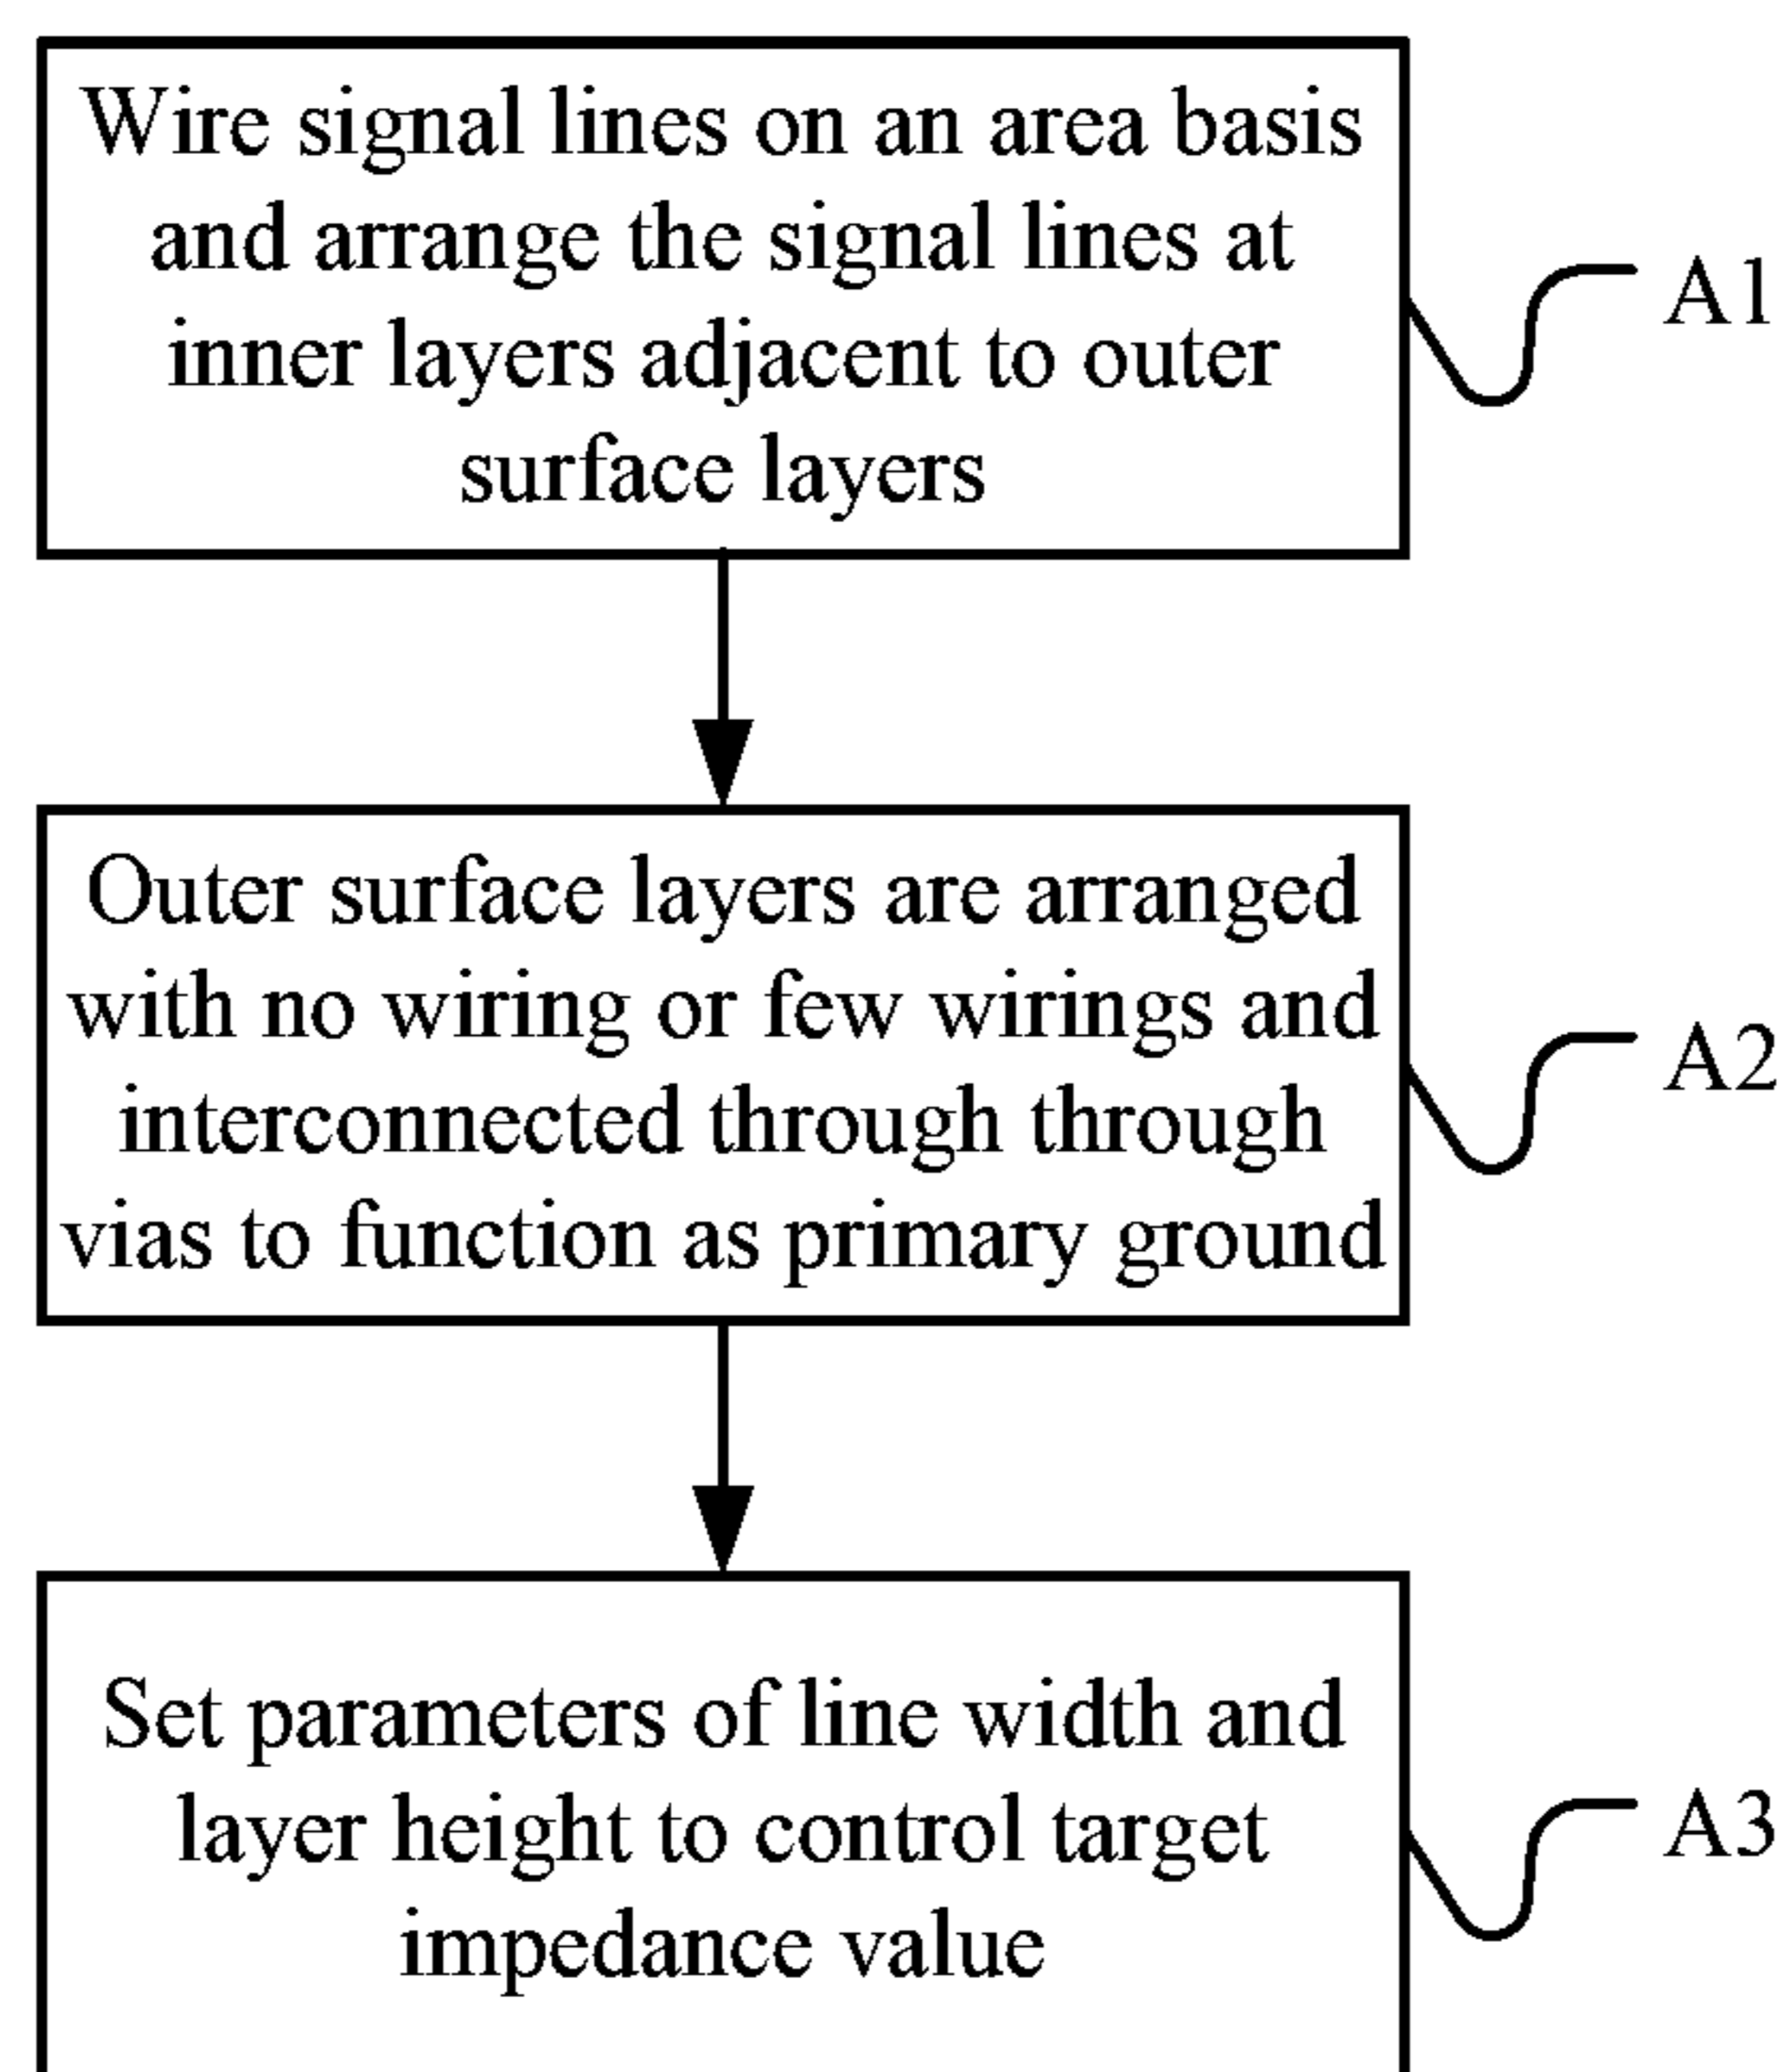 Wire signal lines on an area basis
and arrange the signal lines at
inner layers adjacent to outer
surface layers
A1
Outer surface layers are arranged
with no wiring or few wirings and
interconnected through through
vias to function as primary ground
A2
Set parameters of line width and
layer height to control target
impedance value
A3